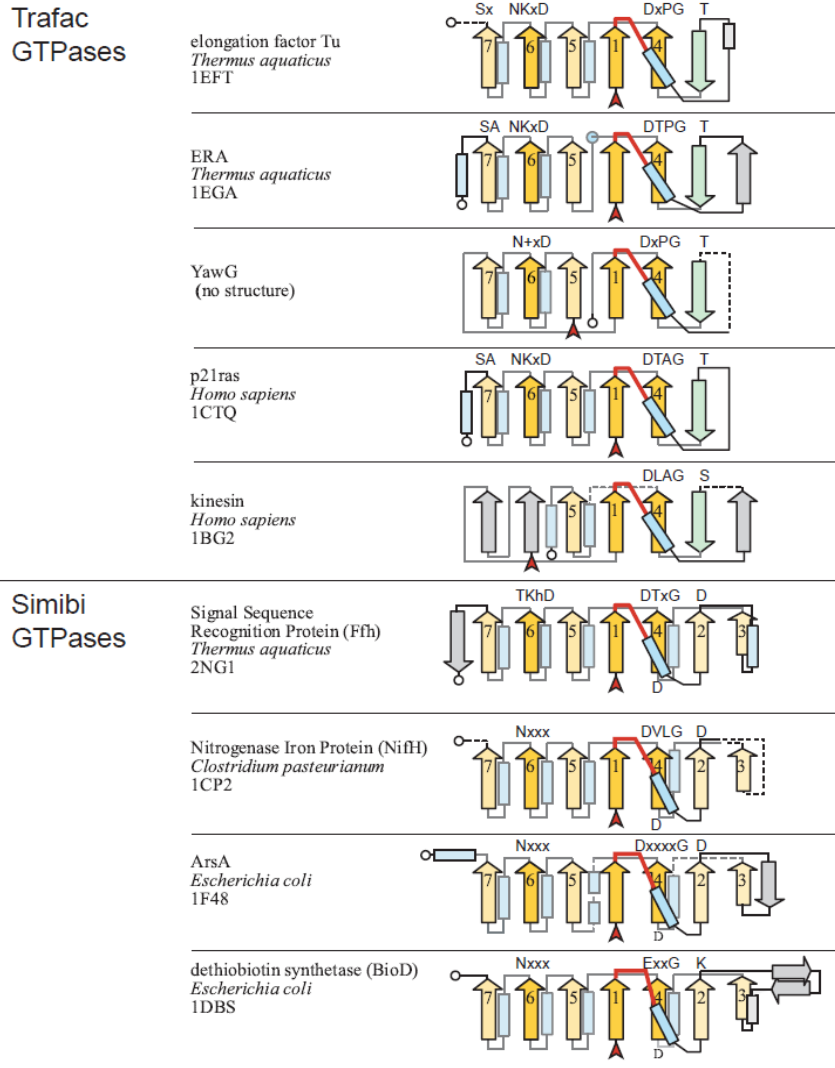 Trafac
GTPases
Sx NKxD DxPG T
elongation factor Tu
Thermus aquaticus
1EFT
7 6 5 1 4
SA NKxD DTPG T
ERA
Thermus aquaticus
1EGA
7 6 5 1 4
N+xD DxPG T
YawG
(no structure)
7 6 5 1 4
SA NKxD DTAG T
p21ras
Homo sapiens
1CTQ
7 6 5 1 4
DLAG S
kinesin
Homo sapiens
1BG2
5 1 4
Simibi
GTPases
TKhD DTxG D
Signal Sequence
Recognition Protein (Ffh)
Thermus aquaticus
2NG1
7 6 5 1 4 2 3
D
Nxxx DVLG D
Nitrogenase Iron Protein (NifH)
Clostridium pasteurianum
1CP2
7 6 5 1 4 2 3
D
Nxxx DxxxxG D
ArsA
Escherichia coli
1F48
7 6 5 1 4 2 3
D
Nxxx ExxG K
dethiobiotin synthetase (BioD)
Escherichia coli
1DBS
7 6 5 1 4 2 3
D